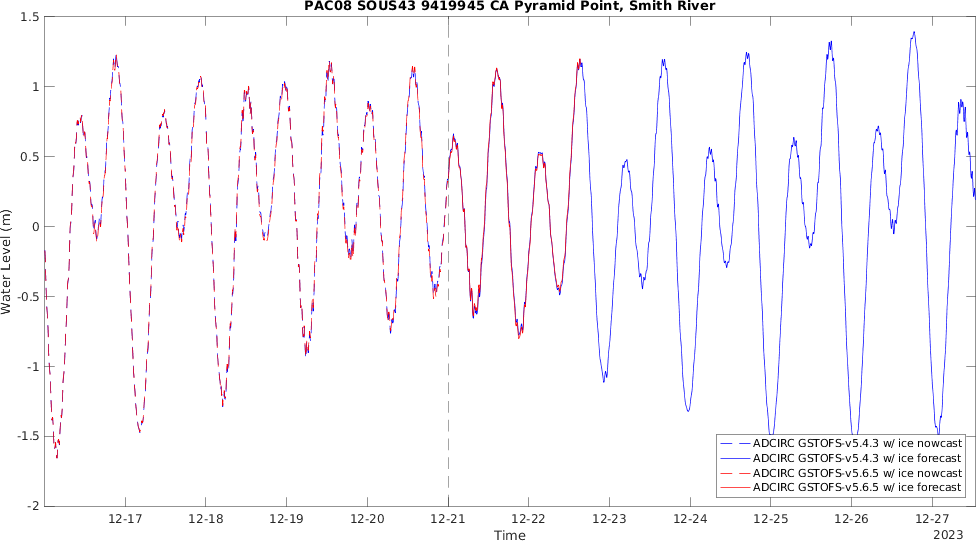 PAC08 SOUS43 9419945 CA Pyramid Point, Smith River
1.5
1
0.5
0
-0.5
-1
-1.5
-2
Water Level (m)
ADCIRC GSTOFS-v5.4.3 w/ ice nowcast
ADCIRC GSTOFS-v5.4.3 w/ ice forecast
ADCIRC GSTOFS-v5.6.5 w/ ice nowcast
ADCIRC GSTOFS-v5.6.5 w/ ice forecast
12-17 12-18 12-19 12-20 12-21 12-22 12-23 12-24 12-25 12-26 12-27
Time
2023